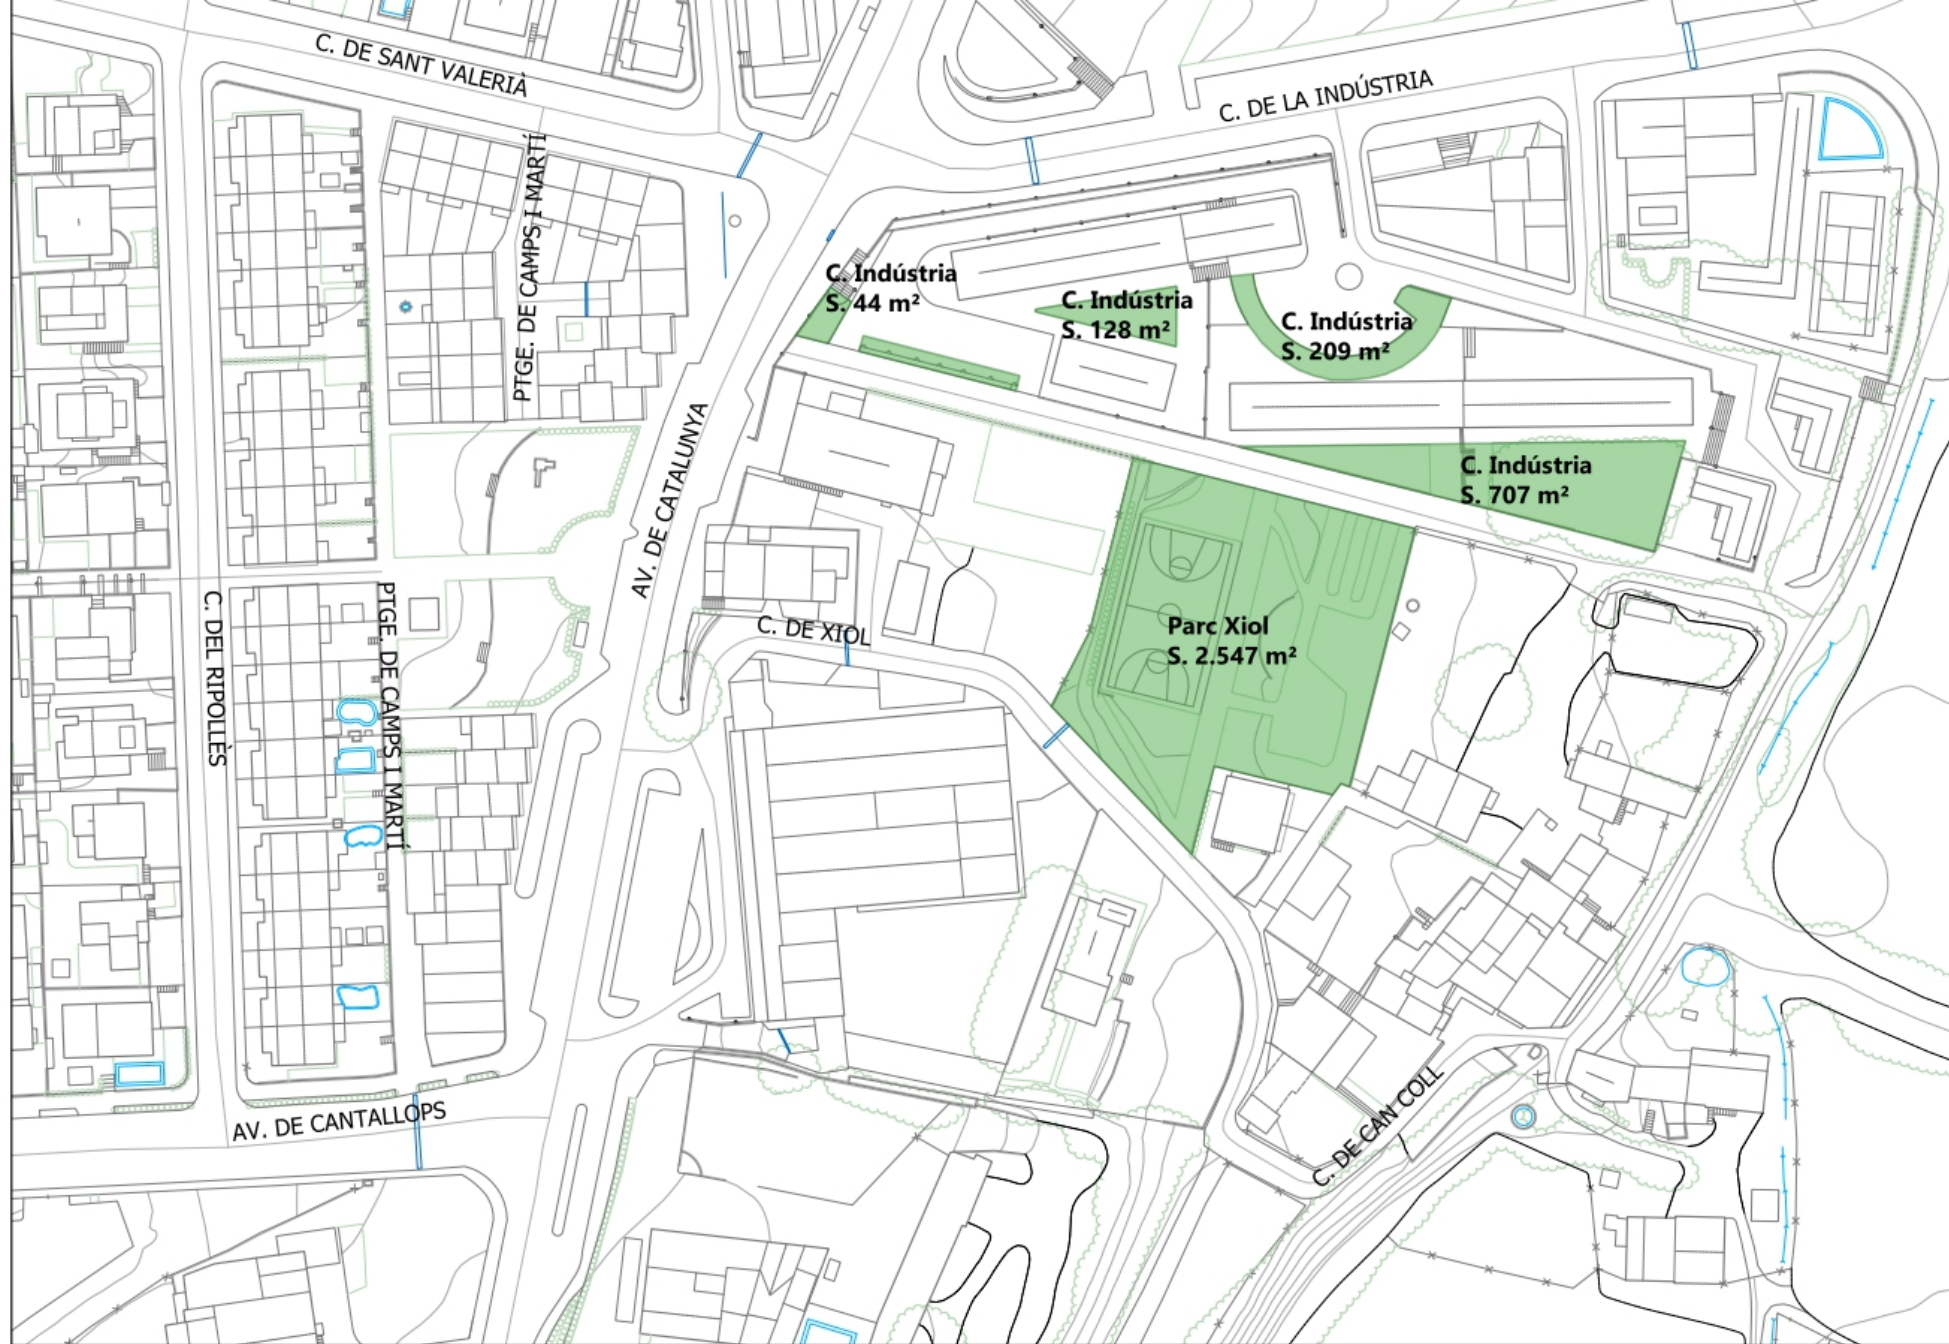 C. DE SANT VALERIÀ
C. DE LA INDÚSTRIA
PTGE. DE CAMPS I MARTÍ
C. Indústria
S. 44 m²
C. Indústria
S. 128 m²
C. Indústria
S. 209 m²
AV. DE CATALUNYA
C. Indústria
S. 707 m²
C. DEL RIPOLLÈS
PTGE. DE CAMPS I MARTÍ
C. DE XIOL
Parc Xiol
S. 2.547 m²
AV. DE CANTALLOPS
C. DE CAN COLL